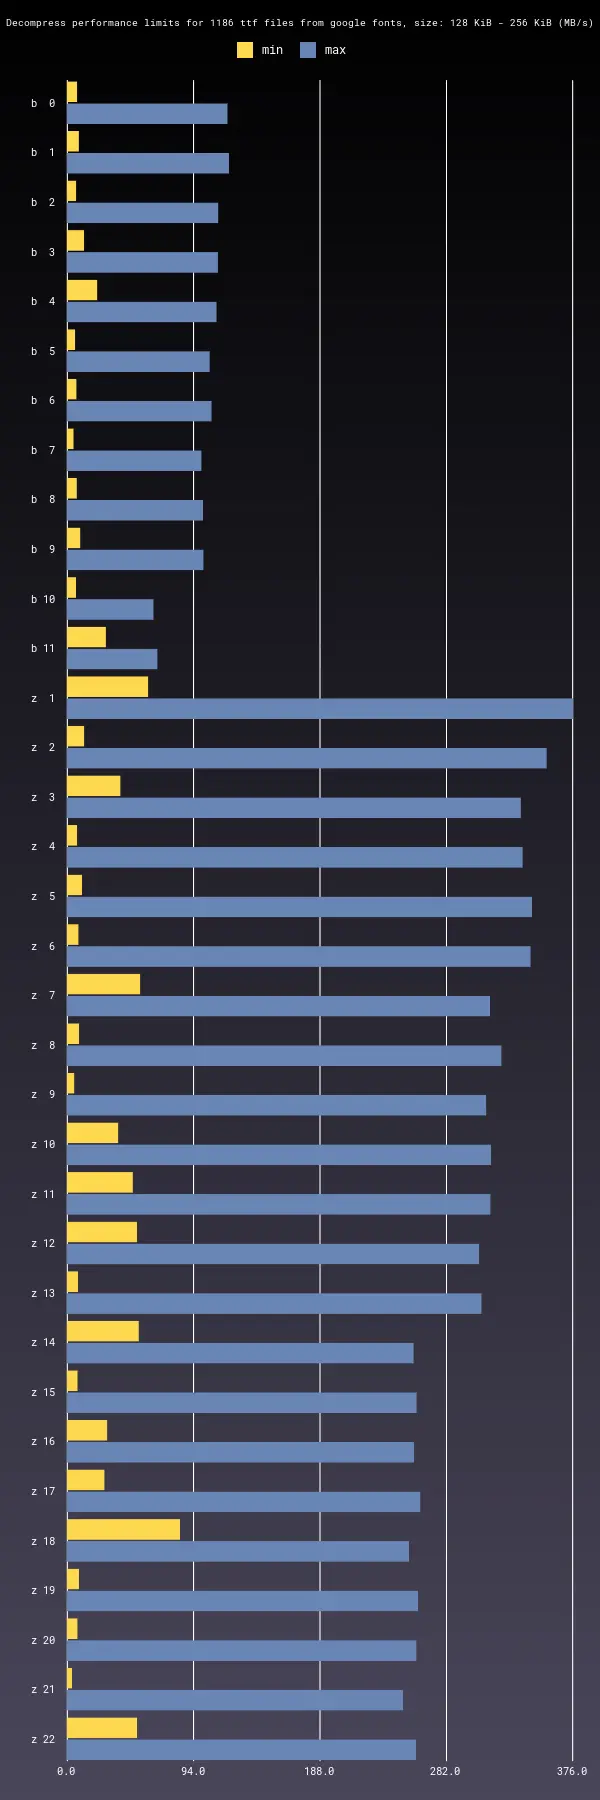 Decompress performance limits for 1186 ttf files from google fonts, size: 128 KiB - 256 KiB (MB/s)
min max
b 0
b 1
b 2
b 3
b 4
b 5
b 6
b 7
b 8
b 9
b 10
b 11
z 1
z 2
z 3
z 4
z 5
z 6
z 7
z 8
z 9
z 10
z 11
z 12
z 13
z 14
z 15
z 16
z 17
z 18
z 19
z 20
z 21
z 22
0.0 94.0 188.0 282.0 376.0